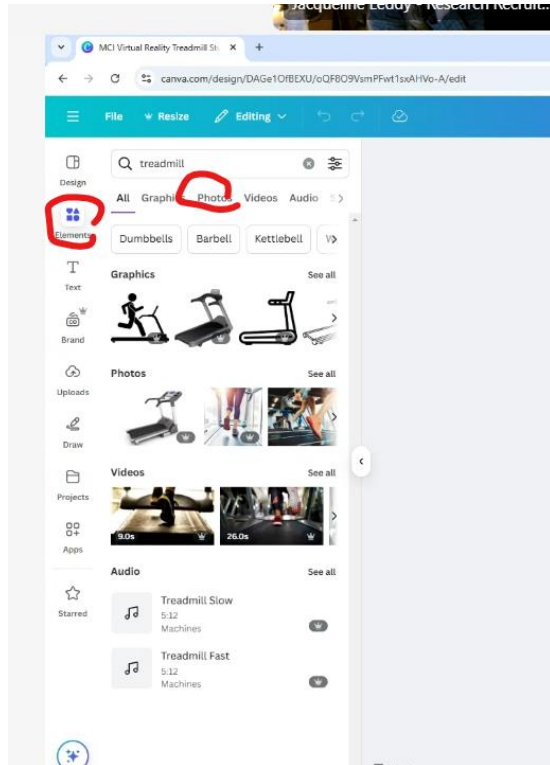 Jacqueline Leddy - Research Recruit...
MCI Virtual Reality Treadmill St
canva.com/design/DAGe1OfBEXU/oQF8O9VsmPFwt1sxAHVo-A/edit
File Resize Editing
Design
Elements
Text
Brand
Uploads
Draw
Projects
Apps
Starred
treadmill
All Graphics Photos Videos Audio
Dumbbells Barbell Kettlebell
Graphics See all
Photos See all
Videos See all
9.0s 26.0s
Audio See all
Treadmill Slow
5:12
Machines
Treadmill Fast
5:12
Machines